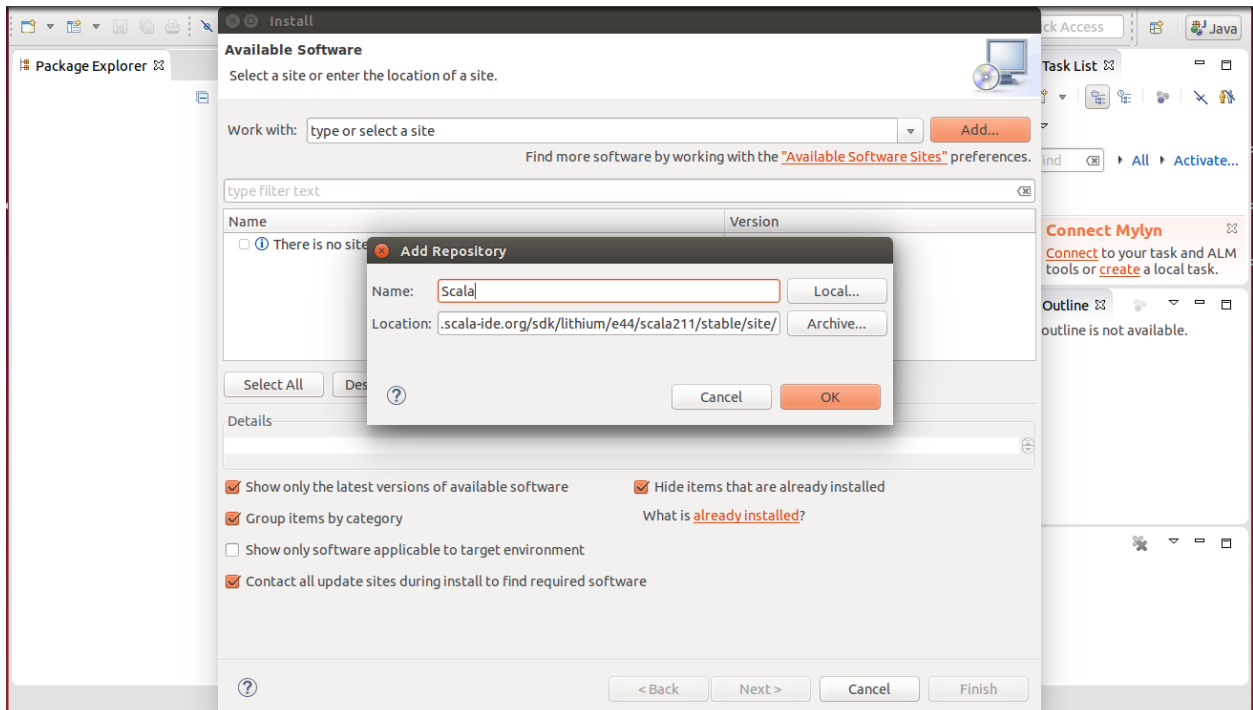 Install
ck Access
Java
Package Explorer
Available Software
Select a site or enter the location of a site.
Task List
Work with:
type or select a site
Add...
Find more software by working with the "Available Software Sites" preferences.
ind
All
Activate...
type filter text
Name
Version
There is no site
Connect Mylyn
Connect to your task and ALM
tools or create a local task.
Add Repository
Name:
Scala
Local...
Location:
.scala-ide.org/sdk/lithium/e44/scala211/stable/site/
Archive...
Cancel
OK
Outline
outline is not available.
Select All
Des
Details
Show only the latest versions of available software
Hide items that are already installed
Group items by category
What is already installed?
Show only software applicable to target environment
Contact all update sites during install to find required software
< Back
Next >
Cancel
Finish